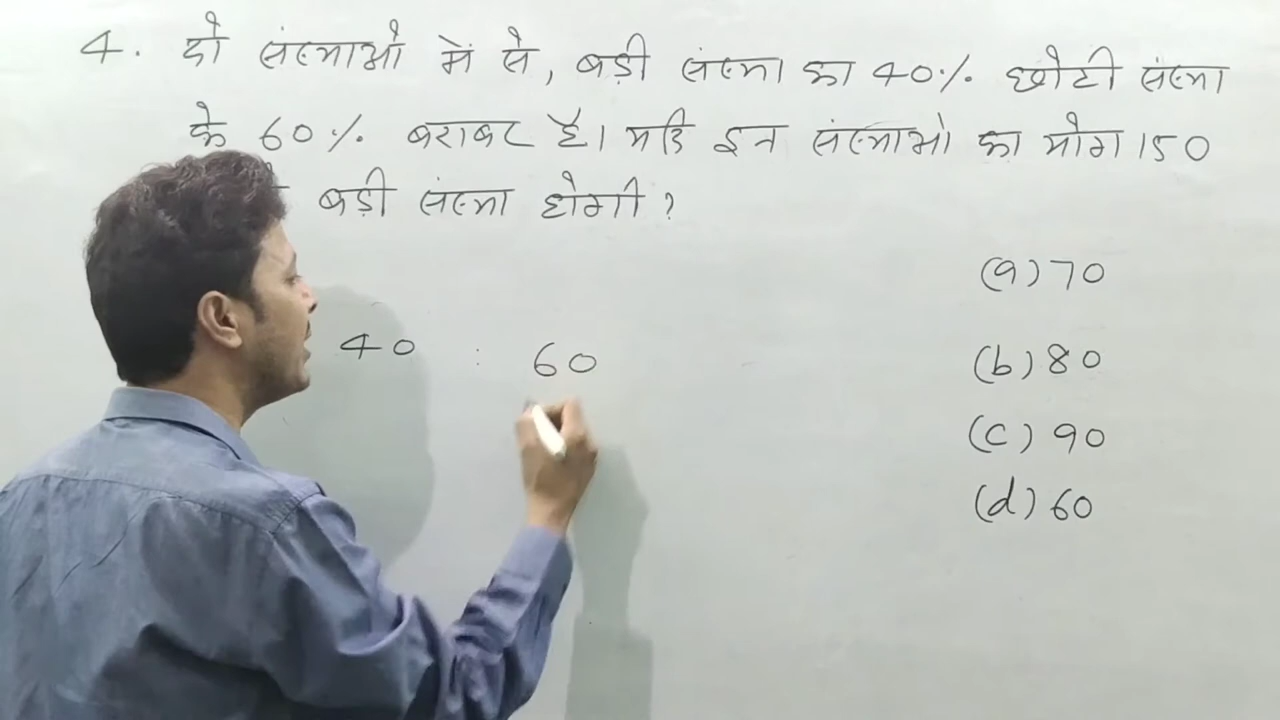 4. दो संख्याओ में से, बड़ी संख्या का 40% छोटी संख्या
के 60% बराबर है। यदि इन संख्याओ का योग 150
बड़ी संख्या होगी ?
(a) 70
40 : 60
(b) 80
(c) 90
(d) 60